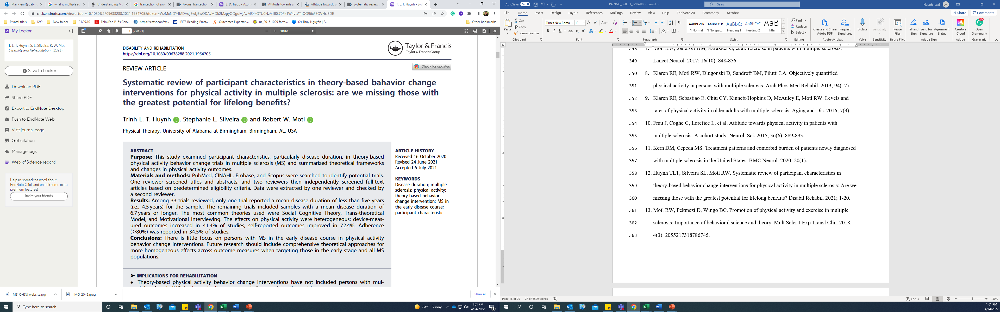 Mail - enrl@uabmc
what is multiple scl
Understanding Mu
transection of axo
Axonal transection
B. D. Trapp - Axona
Attitude towards p
Attitude towards p
Systematic review
T. L. T. Huynh - Sys
click.endnote.com/viewer?doi=10.1080%2F09638288.2021.1954705&token=WzMxNDY4MDAsIjEwLjEwODAvMDk2MzgyODguMjAyMS4xOTU0NzA1Il0.70Px1W4ytVTnQO96xF8OVHrJSDE
Pivotal trials
K99
New folder
21.09.10
ThinkPad P15s Gen...
https://cmsc.confex...
IELTS Reading Pract...
Outcomes Expectati...
uc_2016 1099 form...
(2) Thuy Nguyễn | F...
Other bookmarks
My Locker
1 (2 of 21)
180%
T. L. T. Huynh, S. L. Silveira, R. W. Motl
Disability and Rehabilitation (2021)
Save to Locker
Download PDF
Share PDF
Export to EndNote Desktop
Push to EndNote Web
Visit journal page
Get citation
Manage tags
Web of Science record
Help us spread the word about
EndNote Click and unlock some extra
premium features!
Invite your friends
DISABILITY AND REHABILITATION
https://doi.org/10.1080/09638288.2021.1954705
Taylor & Francis
Taylor & Francis Group
REVIEW ARTICLE
Check for updates
Systematic review of participant characteristics in theory-based bahavior change
interventions for physical activity in multiple sclerosis: are we missing those with
the greatest potential for lifelong benefits?
Trinh L. T. Huynh iD, Stephanie L. Silveira iD and Robert W. Motl iD
Physical Therapy, University of Alabama at Birmingham, Birmingham, AL, USA
ABSTRACT
Purpose: This study examined participant characteristics, particularly disease duration, in theory-based
physical activity behavior change trials in multiple sclerosis (MS) and summarized theoretical frameworks
and changes in physical activity outcomes.
Materials and methods: PubMed, CINAHL, Embase, and Scopus were searched to identify potential trials.
One reviewer screened titles and abstracts, and two reviewers then independently screened full-text
articles based on predetermined eligibility criteria. Data were extracted by one reviewer and checked by
a second reviewer.
Results: Among 33 trials reviewed, only one trial reported a mean disease duration of less than five years
(i.e., 4.5 years) for the sample. The remaining trials included samples with a mean disease duration of
6.7 years or longer. The most common theories used were Social Cognitive Theory, Trans-theoretical
Model, and Motivational Interviewing. The effects on physical activity were heterogeneous; device-meas-
ured outcomes increased in 41.4% of studies, self-reported outcomes improved in 72.4%. Adherence
(≥80%) was reported in 34.5% of studies.
Conclusions: There is little focus on persons with MS in the early disease course in physical activity
behavior change interventions. Future research should include comprehensive theoretical approaches for
more homogeneous effects across outcome measures when targeting those in the early stage and all MS
populations.
ARTICLE HISTORY
Received 16 October 2020
Revised 24 June 2021
Accepted 6 July 2021
KEYWORDS
Disease duration; multiple
sclerosis; physical activity;
theory-based behavior
change intervention; MS in
the early disease course;
participant characteristic
➤ IMPLICATIONS FOR REHABILITATION
● Theory-based physical activity behavior change interventions have not included persons with mul-
MS_OHSU website.jpg
IMG_2042.jpeg
Show all
Type here to search
64°F Sunny
1:01 PM
4/14/2022
AutoSave On
PA NMS_RefEdit_22.04.08 - Saved
Search
Huynh, Lexi
File Home Insert Design Layout References Mailings Review View Help EndNote 20 Grammarly Acrobat
Share
Comments
Paste
Cut
Copy
Format Painter
Clipboard
Times New Roma
12
Font
Paragraph
AaBbCcDc ¶ Normal
AaBbCcDc ¶ No Spac...
AaBbCc Heading 1
AaBbCcC Heading 2
AaB Title
Styles
Find
Replace
Select
Editing
Create and Share Adobe PDF
Request Signatures
Adobe Acrobat
Dictate
Voice
Sensitivity
Sensitivity
Reuse Files
Reuse Files
Fill and Sign
Send for Signature
Agreement Status
Adobe Sign
Creative Cloud
Adobe
Open Grammarly
Grammarly
348 7. Motl RW, Sandroff BM, Kwakkel G, et al. Exercise in patients with multiple sclerosis.
349 Lancet Neurol. 2017; 16(10): 848-856.
350 8. Klaren RE, Motl RW, Dlugonski D, Sandroff BM, Pilutti LA. Objectively quantified
351 physical activity in persons with multiple sclerosis. Arch Phys Med Rehabil. 2013; 94(12).
352 9. Klaren RE, Sebastiao E, Chiu CY, Kinnett-Hopkins D, McAuley E, Motl RW. Levels and
353 rates of physical activity in older adults with multiple sclerosis. Aging and Dis. 2016; 7(3).
354 10. Frau J, Coghe G, Lorefice L, et al. Attitude towards physical activity in patients with
355 multiple sclerosis: A cohort study. Neurol. Sci. 2015; 36(6): 889-893.
356 11. Kern DM, Cepeda MS. Treatment patterns and comorbid burden of patients newly diagnosed
357 with multiple sclerosis in the United States. BMC Neurol. 2020; 20(1).
358 12. Huynh TLT, Silveira SL, Motl RW. Systematic review of participant characteristics in
359 theory-based behavior change interventions for physical activity in multiple sclerosis: Are we
360 missing those with the greatest potential for lifelong benefits? Disabil Rehabil. 2021; 1-20.
361 13. Motl RW, Pekmezi D, Wingo BC. Promotion of physical activity and exercise in multiple
362 sclerosis: Importance of behavioral science and theory. Mult Scler J Exp Transl Clin. 2018;
363 4(3): 2055217318786745.
Page 16 of 29 27 of 6529 words
Focus
130%
1:01 PM
4/14/2022